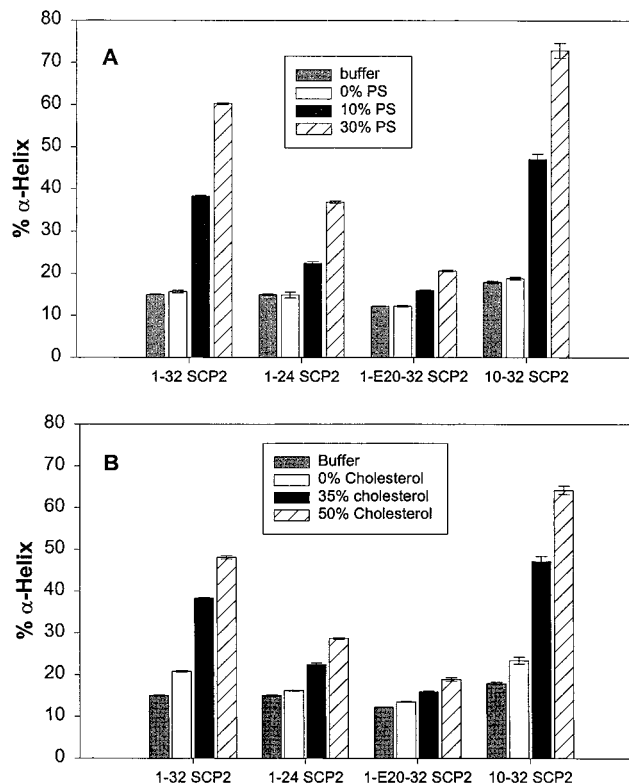 80
A
70
buffer
0% PS
60
10% PS
30% PS
50
% α-Helix
40
30
20
10
0
1-32 SCP2 1-24 SCP2 1-E20-32 SCP2 10-32 SCP2
80
B
70
Buffer
0% Cholesterol
60
35% cholesterol
50% Cholesterol
50
% α-Helix
40
30
20
10
0
1-32 SCP2 1-24 SCP2 1-E20-32 SCP2 10-32 SCP2